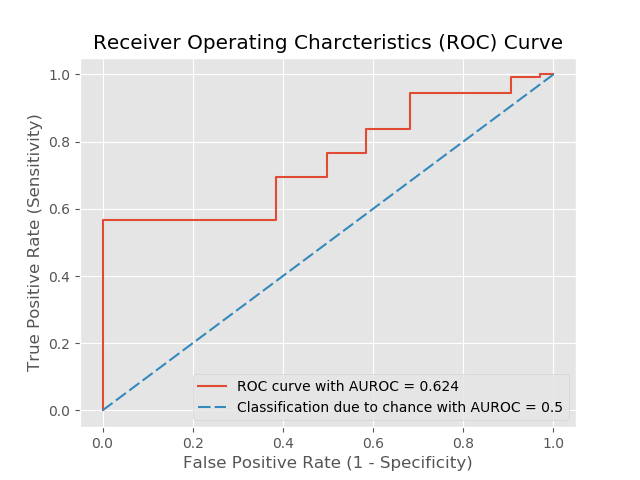 Receiver Operating Charcteristics (ROC) Curve
1.0
0.8
0.6
0.4
0.2
0.0
True Positive Rate (Sensitivity)
ROC curve with AUROC = 0.624
Classification due to chance with AUROC = 0.5
0.0 0.2 0.4 0.6 0.8 1.0
False Positive Rate (1 - Specificity)